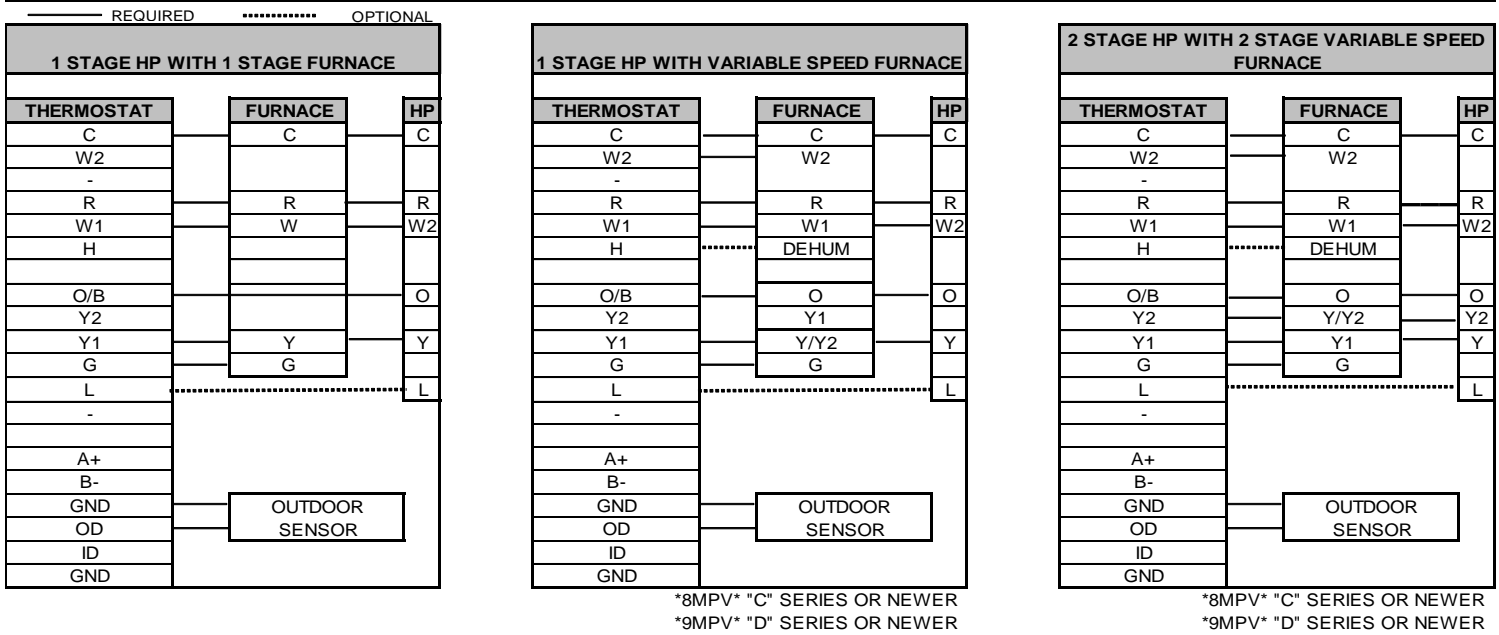 REQUIRED OPTIONAL
1 STAGE HP WITH 1 STAGE FURNACE
THERMOSTAT FURNACE HP
C C C
W2
-
R R R
W1 W W2
H
O/B O
Y2
Y1 Y Y
G G
L L
-
A+
B-
GND OUTDOOR
OD SENSOR
ID
GND
1 STAGE HP WITH VARIABLE SPEED FURNACE
THERMOSTAT FURNACE HP
C C C
W2 W2
-
R R R
W1 W1 W2
H DEHUM
O/B O O
Y2 Y1
Y1 Y/Y2 Y
G G
L L
-
A+
B-
GND OUTDOOR
OD SENSOR
ID
GND
*8MPV* "C" SERIES OR NEWER
*9MPV* "D" SERIES OR NEWER
2 STAGE HP WITH 2 STAGE VARIABLE SPEED
FURNACE
THERMOSTAT FURNACE HP
C C C
W2 W2
-
R R R
W1 W1 W2
H DEHUM
O/B O O
Y2 Y/Y2 Y2
Y1 Y1 Y
G G
L L
-
A+
B-
GND OUTDOOR
OD SENSOR
ID
GND
*8MPV* "C" SERIES OR NEWER
*9MPV* "D" SERIES OR NEWER